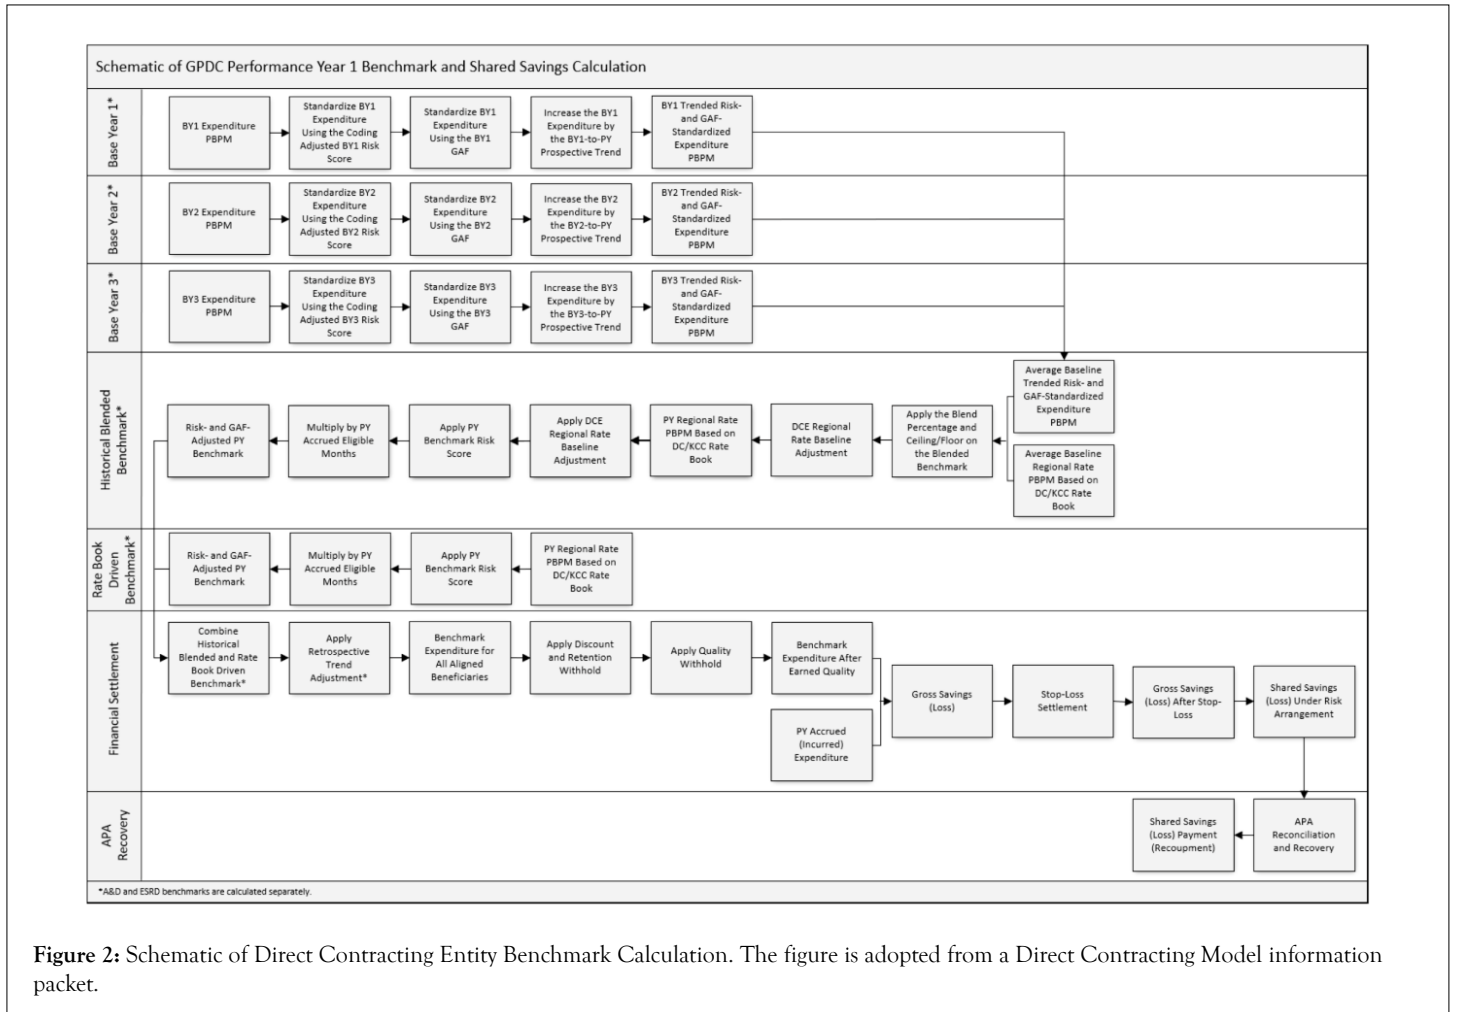 Schematic of GPDC Performance Year 1 Benchmark and Shared Savings Calculation
Base Year 1*
BY1 Expenditure
PBPM
Standardize BY1
Expenditure
Using the Coding
Adjusted BY1 Risk
Score
Standardize BY1
Expenditure
Using the BY1
GAF
Increase the BY1
Expenditure by
the BY1-to-PY
Prospective Trend
BY1 Trended Risk-
and GAF-
Standardized
Expenditure
PBPM
Base Year 2*
BY2 Expenditure
PBPM
Standardize BY2
Expenditure
Using the Coding
Adjusted BY2 Risk
Score
Standardize BY2
Expenditure
Using the BY2
GAF
Increase the BY2
Expenditure by
the BY2-to-PY
Prospective Trend
BY2 Trended Risk-
and GAF-
Standardized
Expenditure
PBPM
Base Year 3*
BY3 Expenditure
PBPM
Standardize BY3
Expenditure
Using the Coding
Adjusted BY3 Risk
Score
Standardize BY3
Expenditure
Using the BY3
GAF
Increase the BY3
Expenditure by
the BY3-to-PY
Prospective Trend
BY3 Trended Risk-
and GAF-
Standardized
Expenditure
PBPM
Historical Blended
Benchmark*
Risk- and GAF-
Adjusted PY
Benchmark
Multiply by PY
Accrued Eligible
Months
Apply PY
Benchmark Risk
Score
Apply DCE
Regional Rate
Baseline
Adjustment
PY Regional Rate
PBPM Based on
DC/KCC Rate
Book
DCE Regional
Rate Baseline
Adjustment
Apply the Blend
Percentage and
Ceiling/Floor on
the Blended
Benchmark
Average Baseline
Trended Risk- and
GAF-Standardized
Expenditure
PBPM
Average Baseline
Regional Rate
PBPM Based on
DC/KCC Rate
Book
Rate Book
Driven
Benchmark*
Risk- and GAF-
Adjusted PY
Benchmark
Multiply by PY
Accrued Eligible
Months
Apply PY
Benchmark Risk
Score
PY Regional Rate
PBPM Based on
DC/KCC Rate
Book
Financial Settlement
Combine
Historical
Blended and Rate
Book Driven
Benchmark*
Apply
Retrospective
Trend
Adjustment*
Benchmark
Expenditure for
All Aligned
Beneficiaries
Apply Discount
and Retention
Withhold
Apply Quality
Withhold
Benchmark
Expenditure After
Earned Quality
PY Accrued
(Incurred)
Expenditure
Gross Savings
(Loss)
Stop-Loss
Settlement
Gross Savings
(Loss) After Stop-
Loss
Shared Savings
(Loss) Under Risk
Arrangement
APA
Recovery
Shared Savings
(Loss) Payment
(Recoupment)
APA
Reconciliation
and Recovery
*A&D and ESRD benchmarks are calculated separately.
Figure 2: Schematic of Direct Contracting Entity Benchmark Calculation. The figure is adopted from a Direct Contracting Model information
packet.